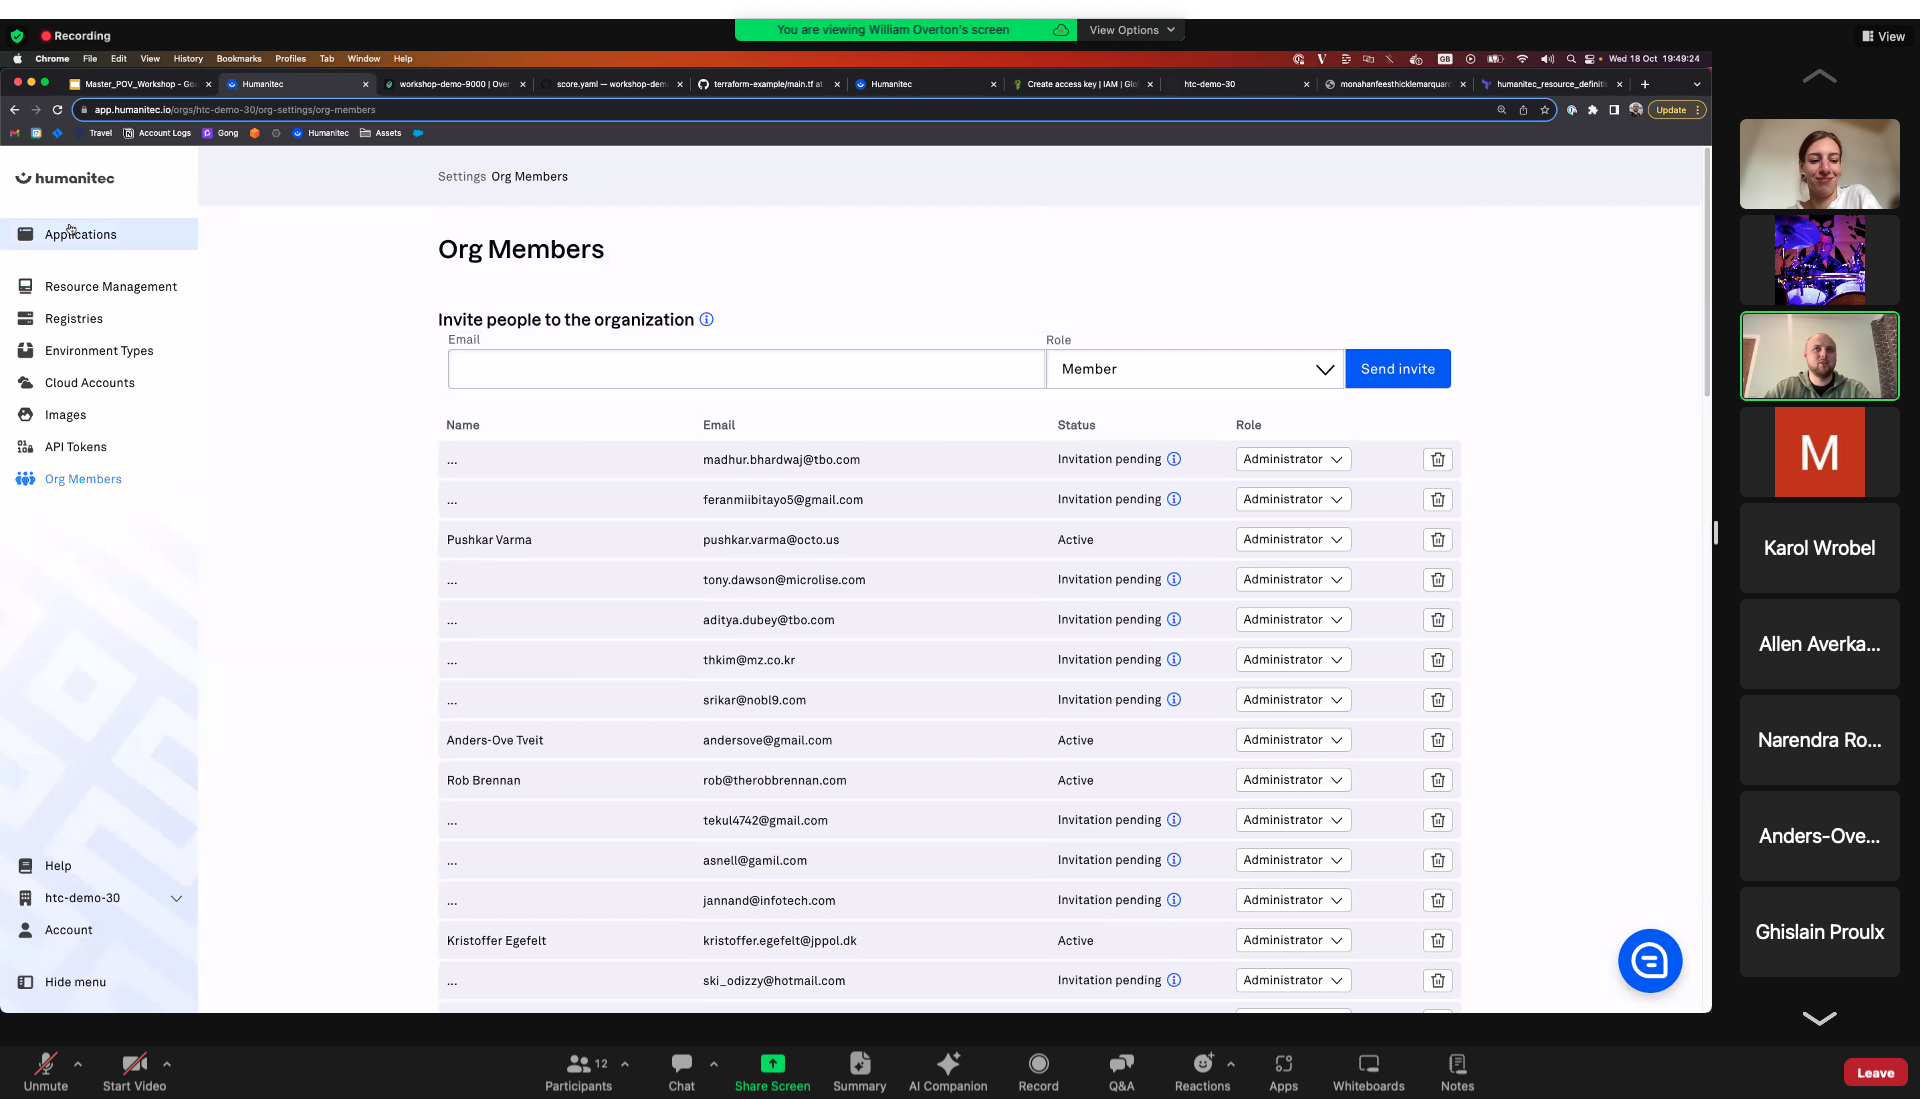 Recording
You are viewing William Overton's screen
View Options
View
Chrome File Edit View History Bookmarks Profiles Tab Window Help
GB
Wed 18 Oct 19:49:24
Master_POV_Workshop - Go
Humanitec
workshop-demo-9000 | Over
score.yaml — workshop-dem
terraform-example/main.tf at
Humanitec
Create access key | IAM | Glo
htc-demo-30
monahanfeesthicklemarquar
humanitec_resource_definiti
app.humanitec.io/orgs/htc-demo-30/org-settings/org-members
Update
Travel
Account Logs
Gong
Humanitec
Assets
humanitec
Settings Org Members
Applications
Resource Management
Registries
Environment Types
Cloud Accounts
Images
API Tokens
Org Members
Org Members
Invite people to the organization
Email
Role
Member
Send invite
Name Email Status Role
... madhur.bhardwaj@tbo.com Invitation pending Administrator
... feranmiibitayo5@gmail.com Invitation pending Administrator
Pushkar Varma pushkar.varma@octo.us Active Administrator
... tony.dawson@microlise.com Invitation pending Administrator
... aditya.dubey@tbo.com Invitation pending Administrator
... thkim@mz.co.kr Invitation pending Administrator
... srikar@nobl9.com Invitation pending Administrator
Anders-Ove Tveit andersove@gmail.com Active Administrator
Rob Brennan rob@therobbrennan.com Active Administrator
... tekul4742@gmail.com Invitation pending Administrator
... asnell@gamil.com Invitation pending Administrator
... jannand@infotech.com Invitation pending Administrator
Kristoffer Egefelt kristoffer.egefelt@jppol.dk Active Administrator
... ski_odizzy@hotmail.com Invitation pending Administrator
Help
htc-demo-30
Account
Hide menu
M
Karol Wrobel
Allen Averka...
Narendra Ro...
Anders-Ove...
Ghislain Proulx
Unmute
Start Video
Participants 12
Chat
Share Screen
Summary
AI Companion
Record
Q&A
Reactions
Apps
Whiteboards
Notes
Leave